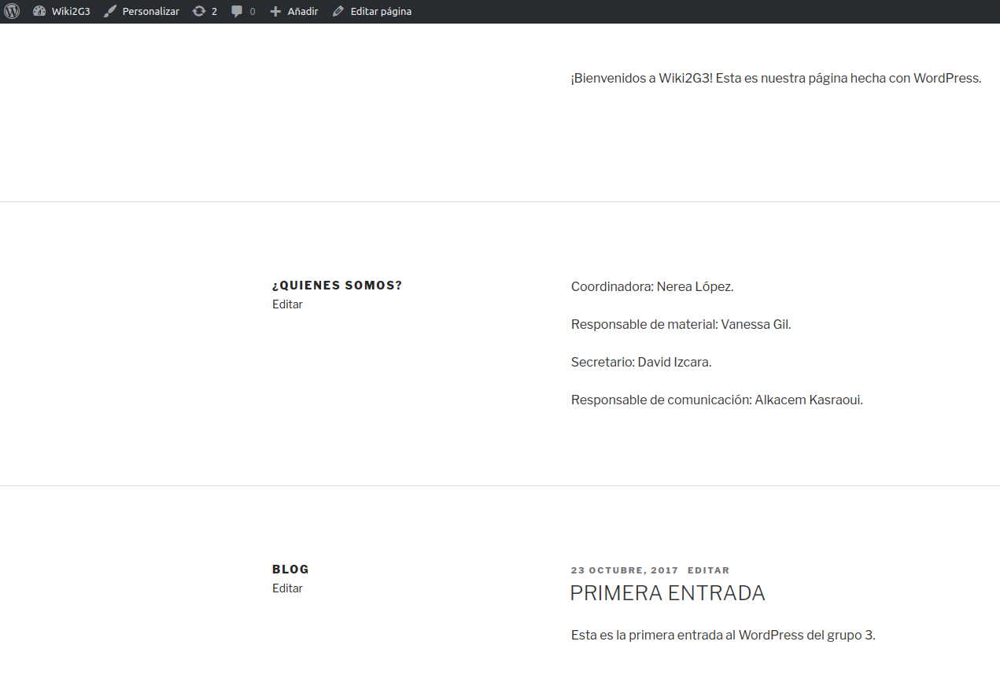 Wiki2G3 Personalizar 2 0 Añadir Editar página
¡Bienvenidos a Wiki2G3! Esta es nuestra página hecha con WordPress.
¿QUIENES SOMOS?
Editar
Coordinadora: Nerea López.
Responsable de material: Vanessa Gil.
Secretario: David Izcara.
Responsable de comunicación: Alkacem Kasraoui.
BLOG
Editar
23 OCTUBRE, 2017 EDITAR
PRIMERA ENTRADA
Esta es la primera entrada al WordPress del grupo 3.